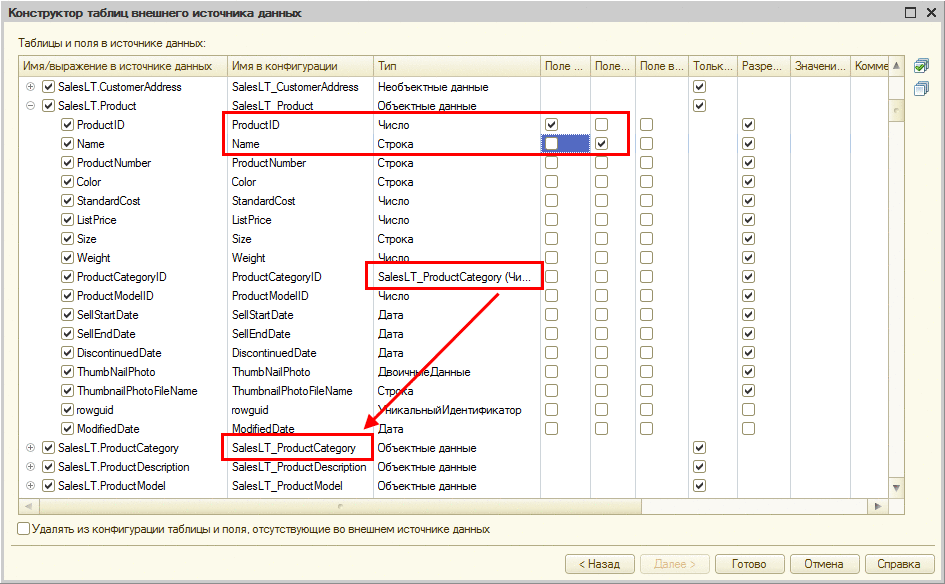 Конструктор таблиц внешнего источника данных
Таблицы и поля в источнике данных:
Имя/выражение в источнике данных Имя в конфигурации Тип Поле ... Поле... Поле в... Тольк... Разре... Значени... Комме
SalesLT.CustomerAddress SalesLT_CustomerAddress Необъектные данные
SalesLT.Product SalesLT_Product Объектные данные
ProductID ProductID Число
Name Name Строка
ProductNumber ProductNumber Строка
Color Color Строка
StandardCost StandardCost Число
ListPrice ListPrice Число
Size Size Строка
Weight Weight Число
ProductCategoryID ProductCategoryID SalesLT_ProductCategory (Чи...
ProductModelID ProductModelID Число
SellStartDate SellStartDate Дата
SellEndDate SellEndDate Дата
DiscontinuedDate DiscontinuedDate Дата
ThumbNailPhoto ThumbNailPhoto ДвоичныеДанные
ThumbnailPhotoFileName ThumbnailPhotoFileName Строка
rowguid rowguid УникальныйИдентификатор
ModifiedDate ModifiedDate Дата
SalesLT.ProductCategory SalesLT_ProductCategory Объектные данные
SalesLT.ProductDescription SalesLT_ProductDescription Объектные данные
SalesLT.ProductModel SalesLT_ProductModel Объектные данные
Удалять из конфигурации таблицы и поля, отсутствующие во внешнем источнике данных
< Назад Далее > Готово Отмена Справка